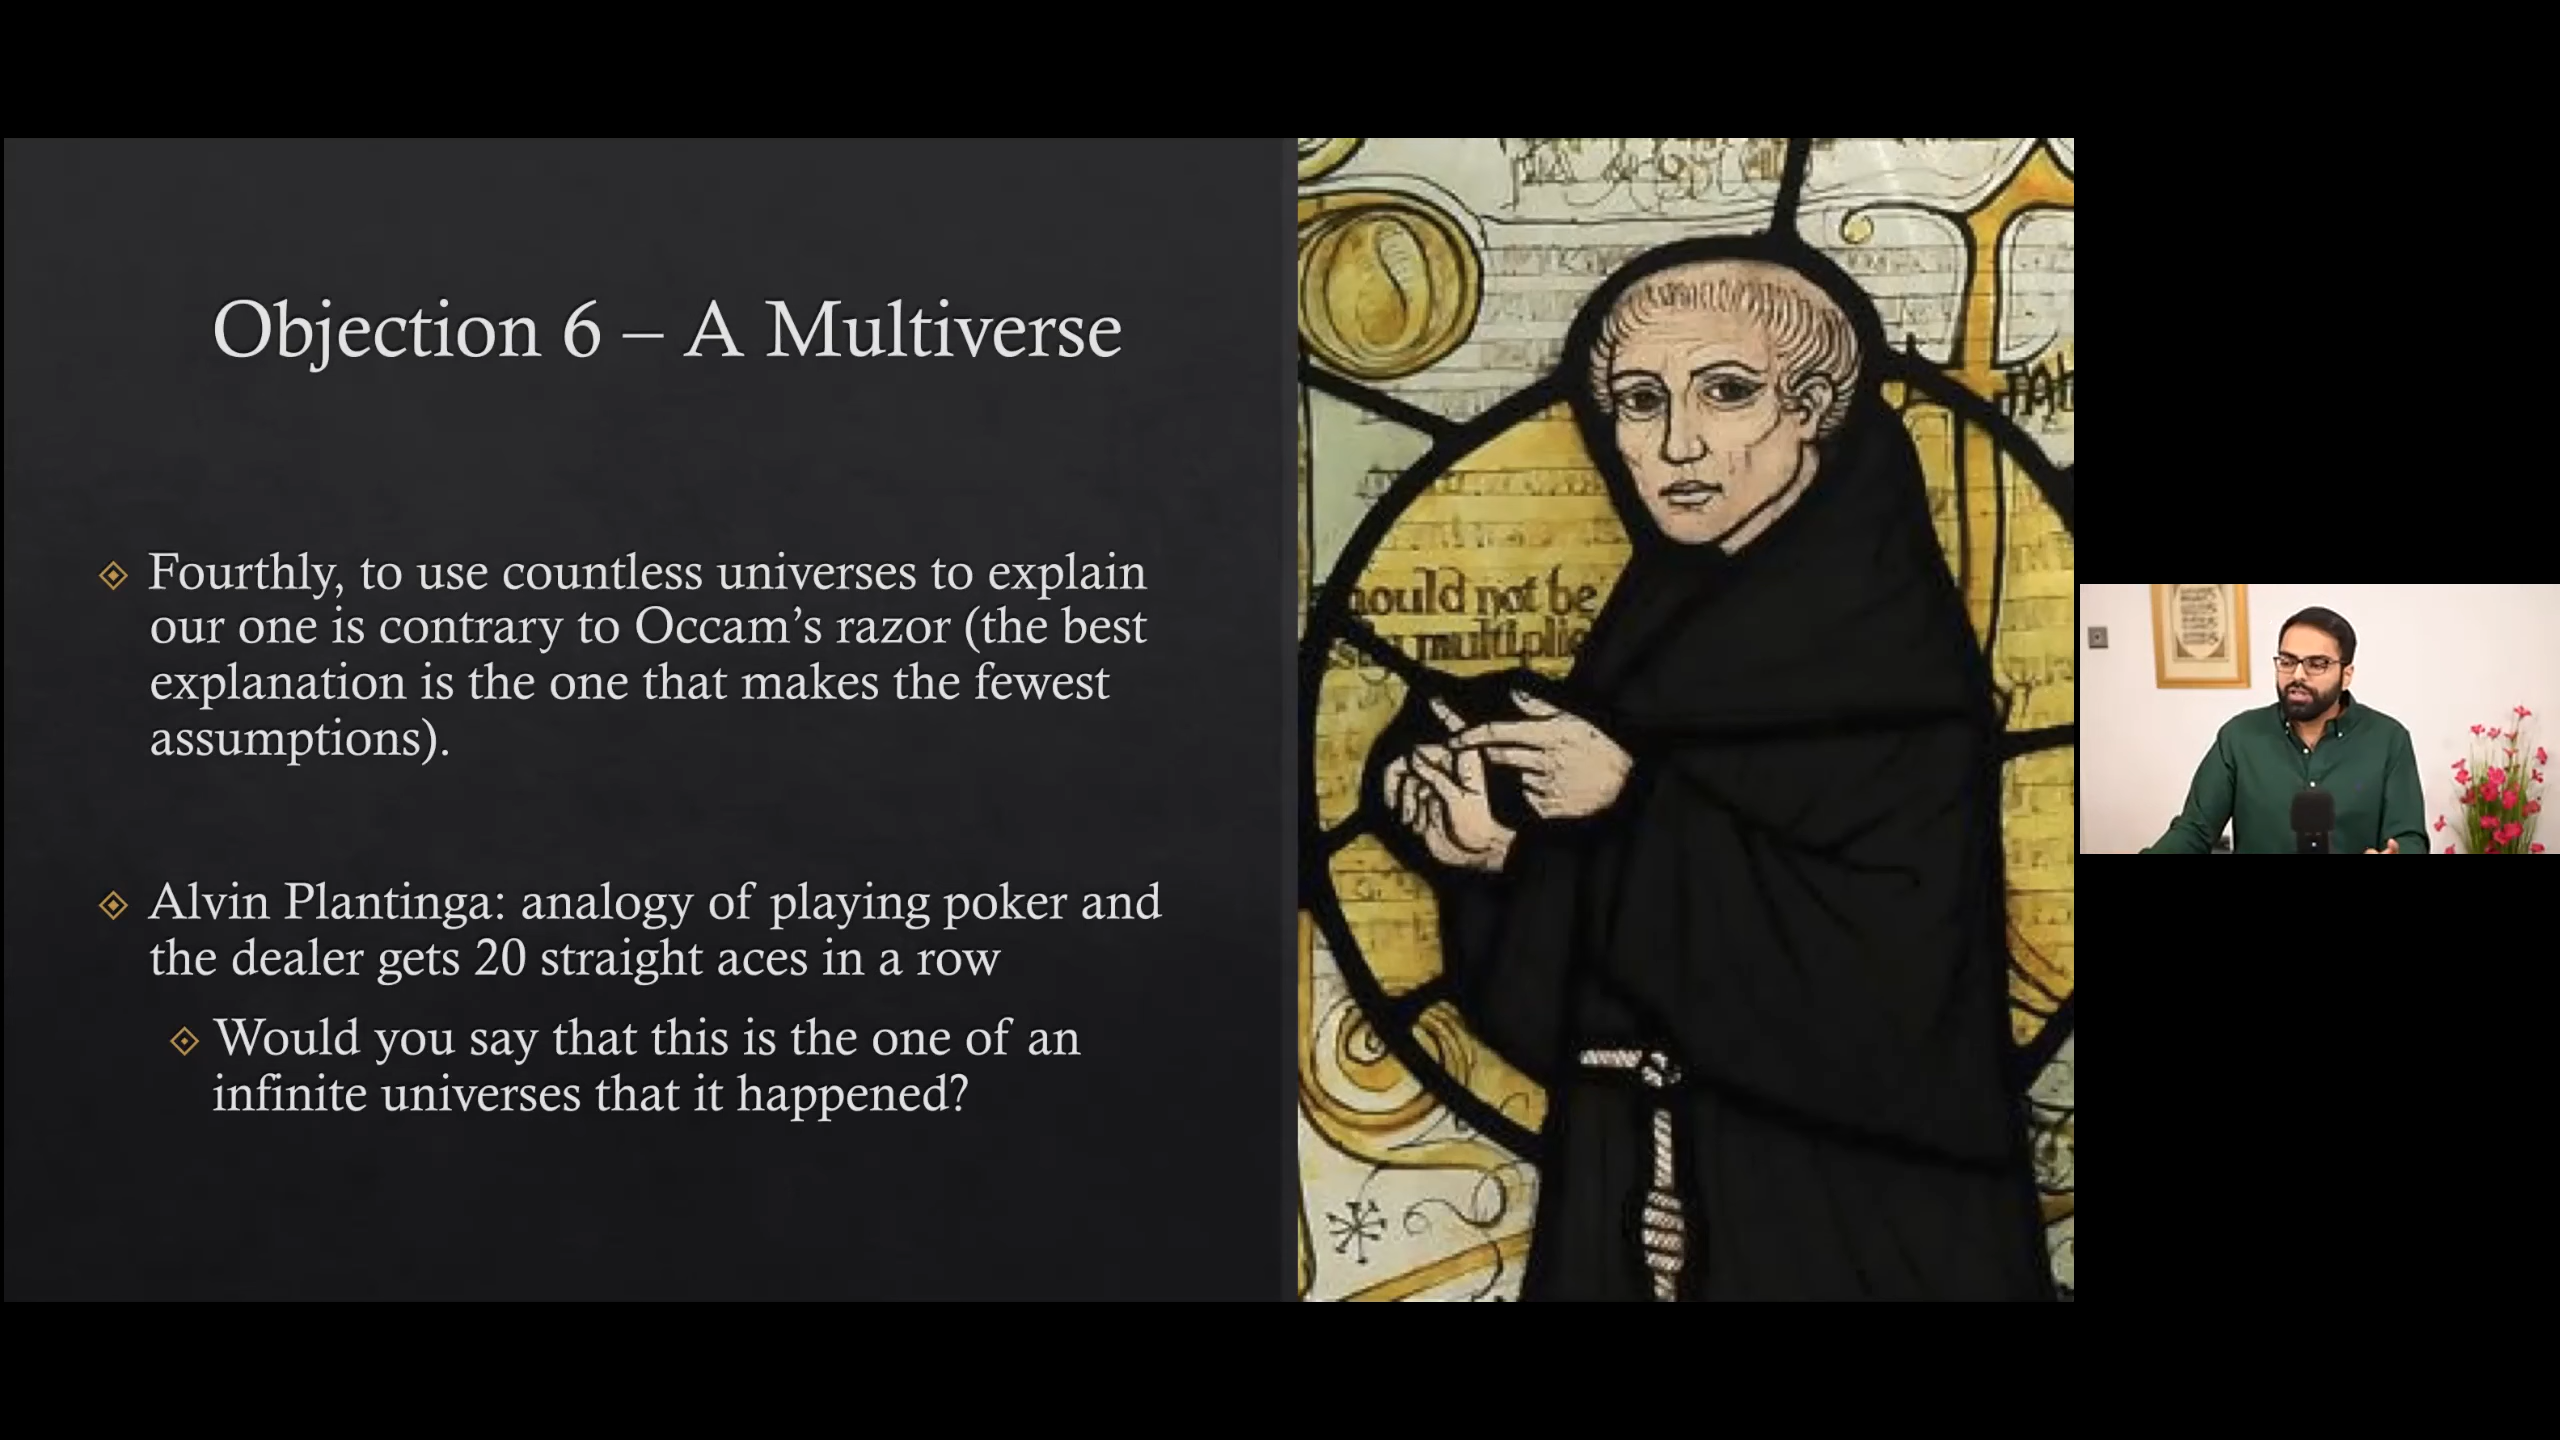 Objection 6 – A Multiverse
Fourthly, to use countless universes to explain
our one is contrary to Occam’s razor (the best
explanation is the one that makes the fewest
assumptions).
Alvin Plantinga: analogy of playing poker and
the dealer gets 20 straight aces in a row
Would you say that this is the one of an
infinite universes that it happened?
not be